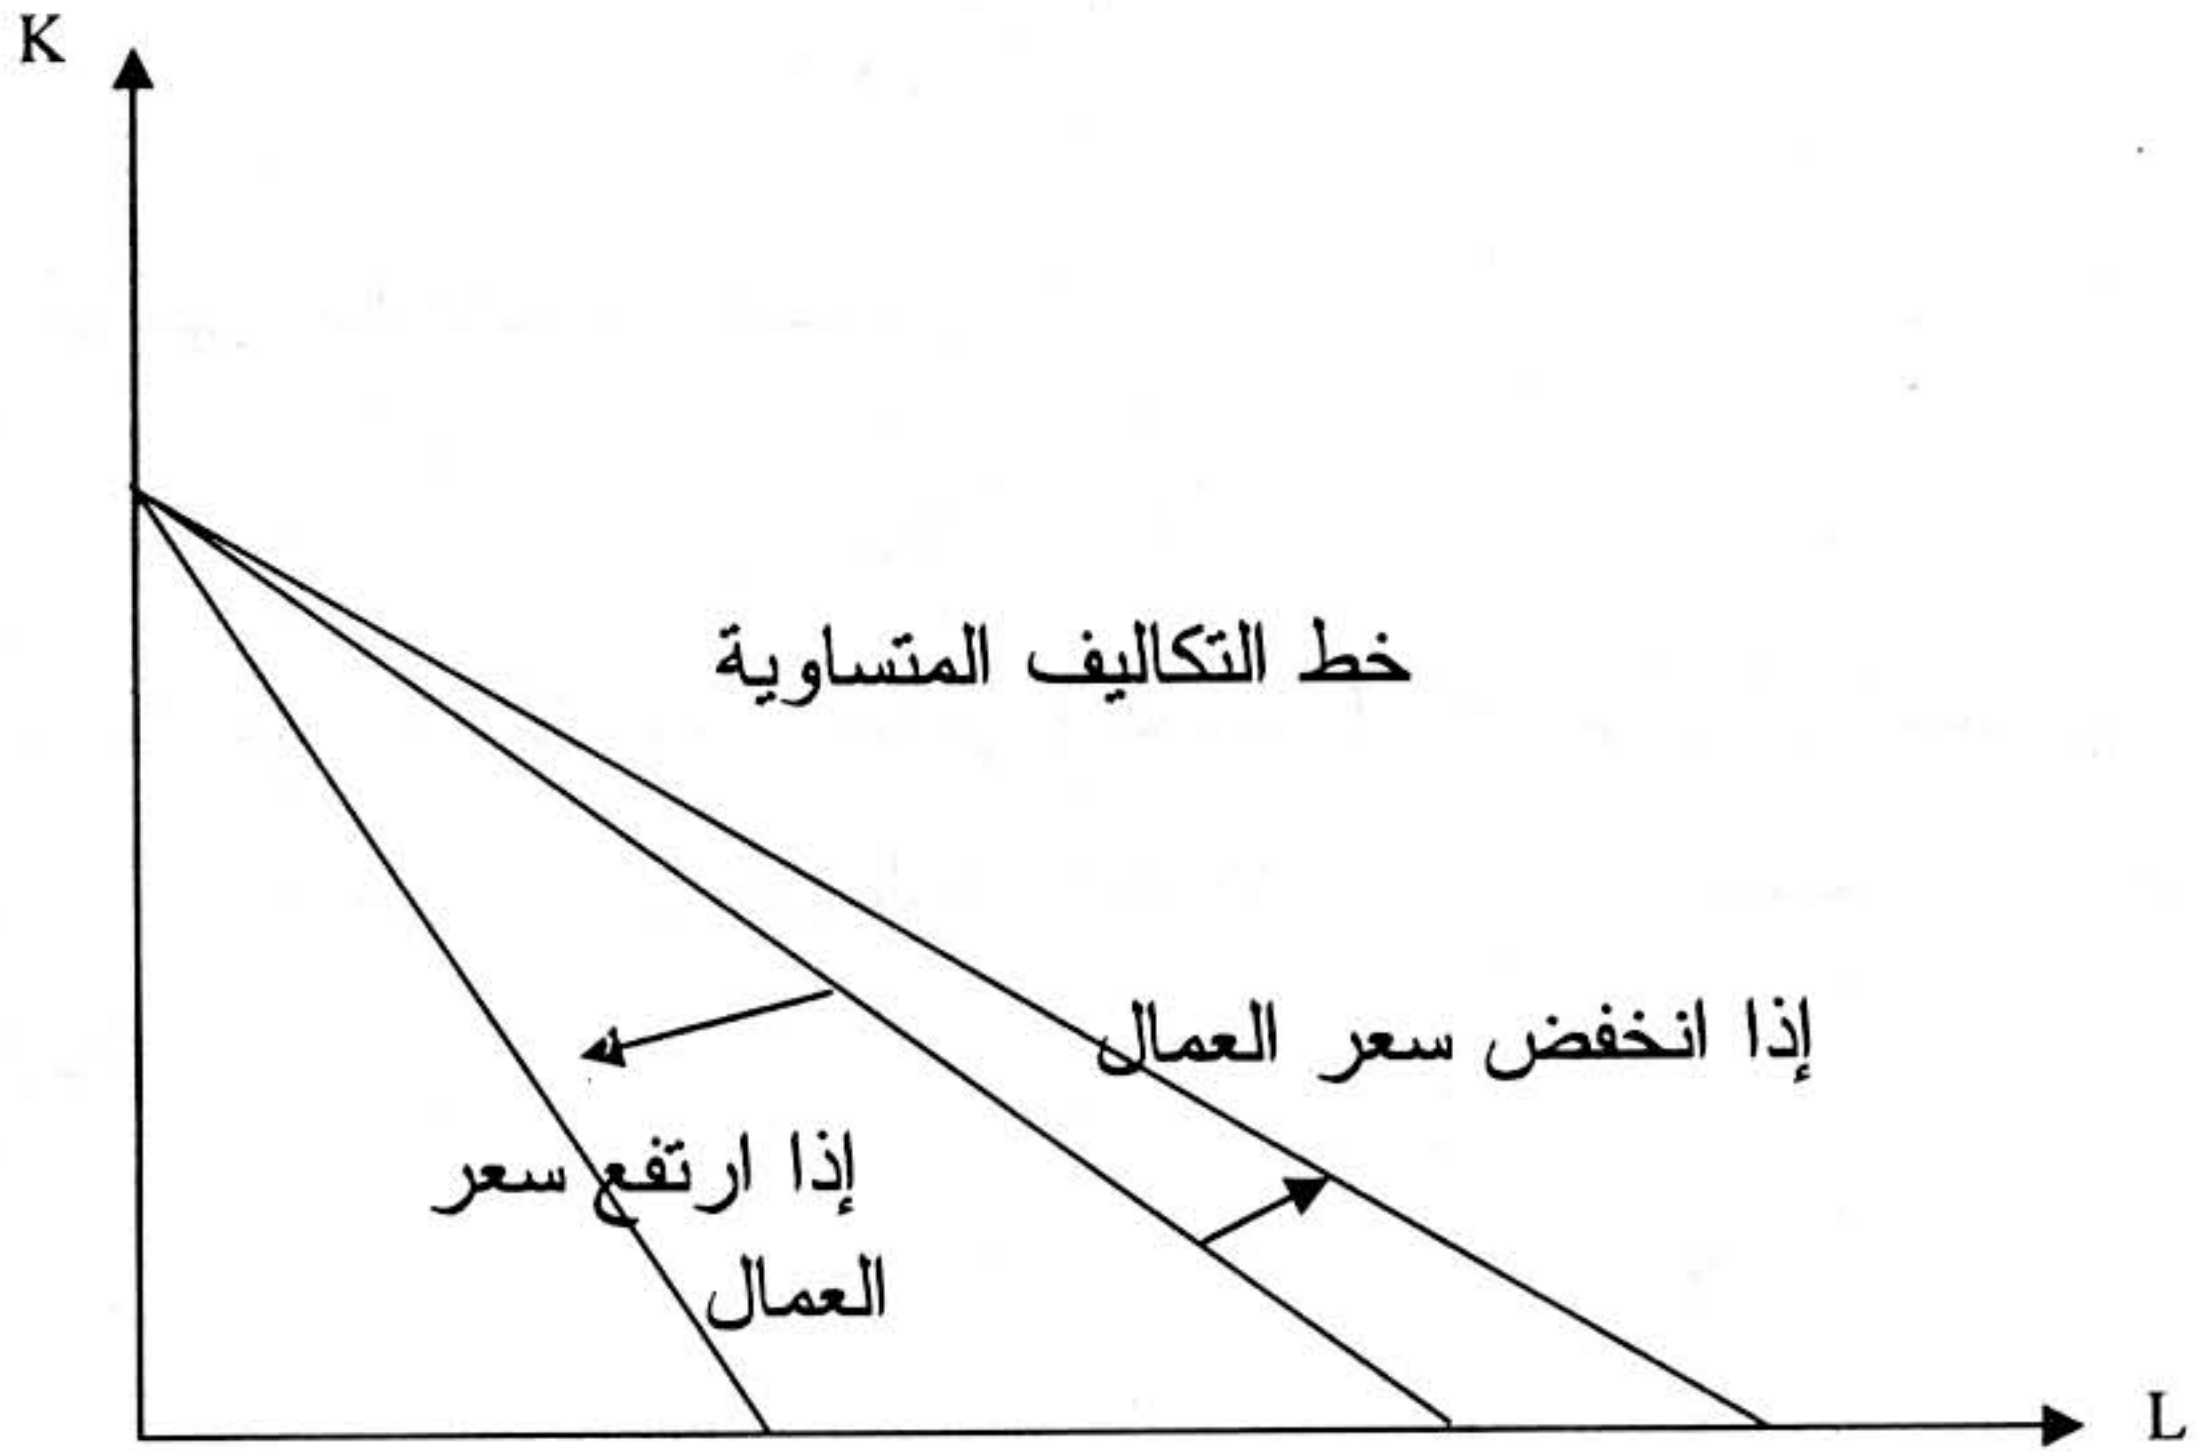 K
خط التكاليف المتساوية
إذا انخفض سعر العمال
إذا ارتفع سعر
العمال
L